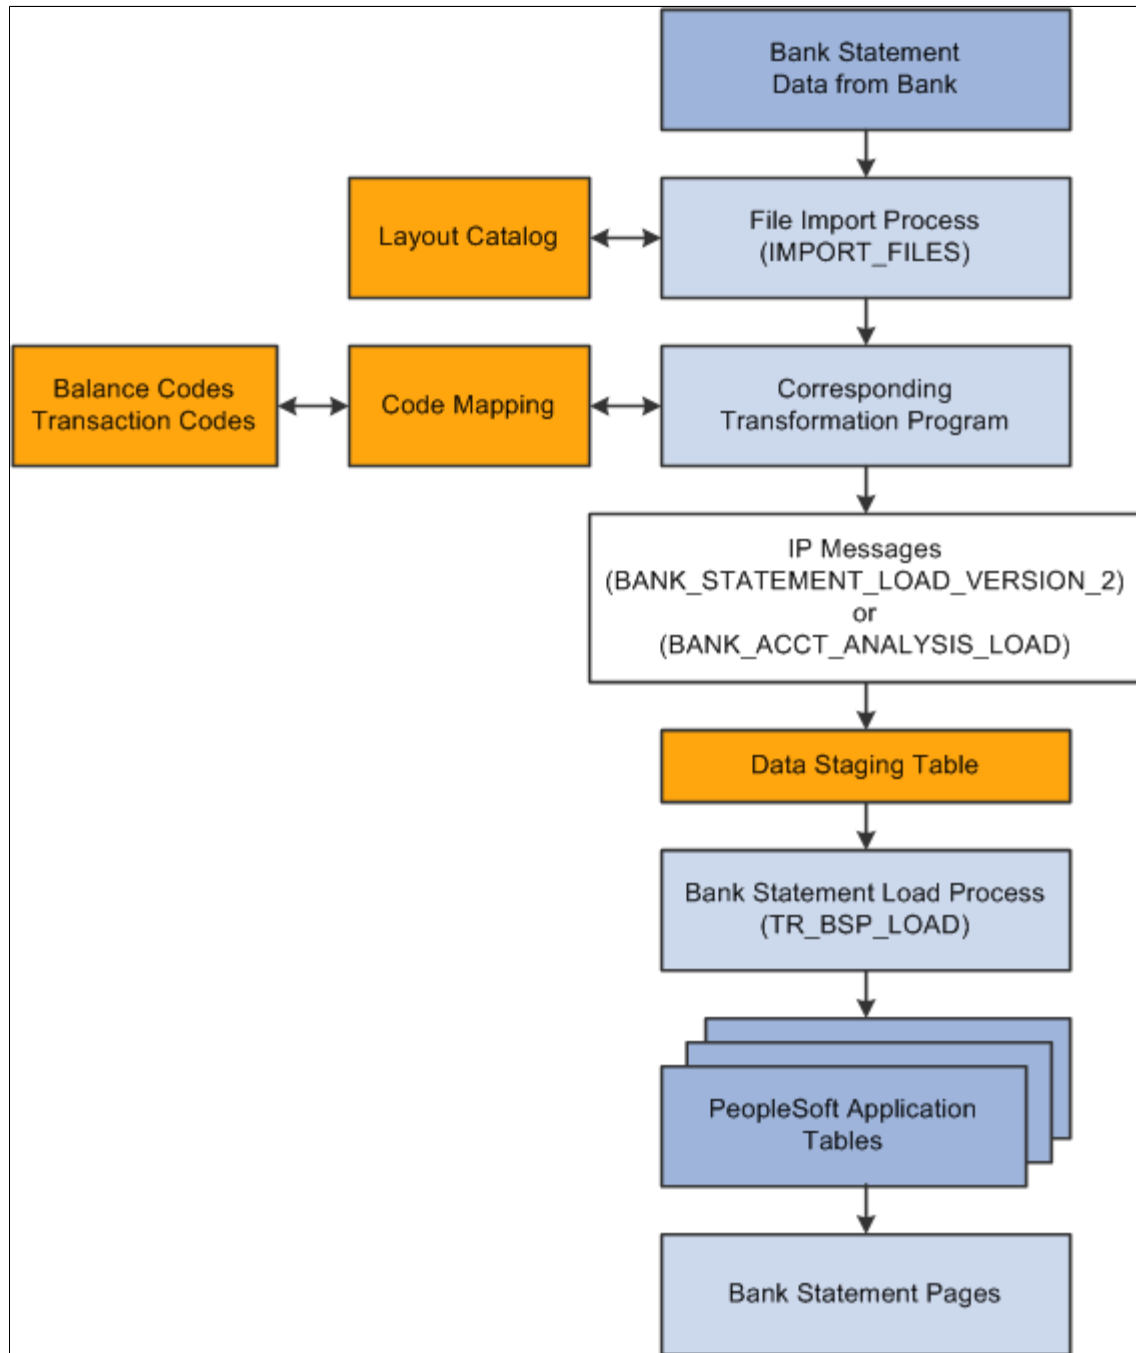 Bank Statement
Data from Bank
Layout Catalog
File Import Process
(IMPORT_FILES)
Balance Codes
Transaction Codes
Code Mapping
Corresponding
Transformation Program
IP Messages
(BANK_STATEMENT_LOAD_VERSION_2)
or
(BANK_ACCT_ANALYSIS_LOAD)
Data Staging Table
Bank Statement Load Process
(TR_BSP_LOAD)
PeopleSoft Application
Tables
Bank Statement Pages